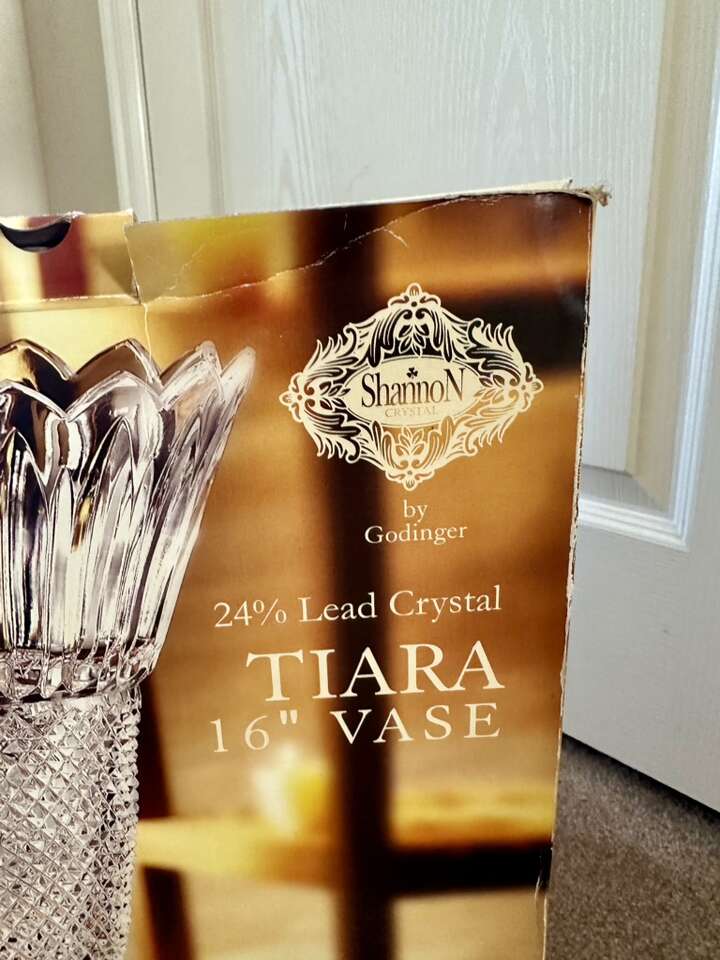 ShannoN
CRYSTAL
by
Godinger
24% Lead Crystal
TIARA
16" VASE